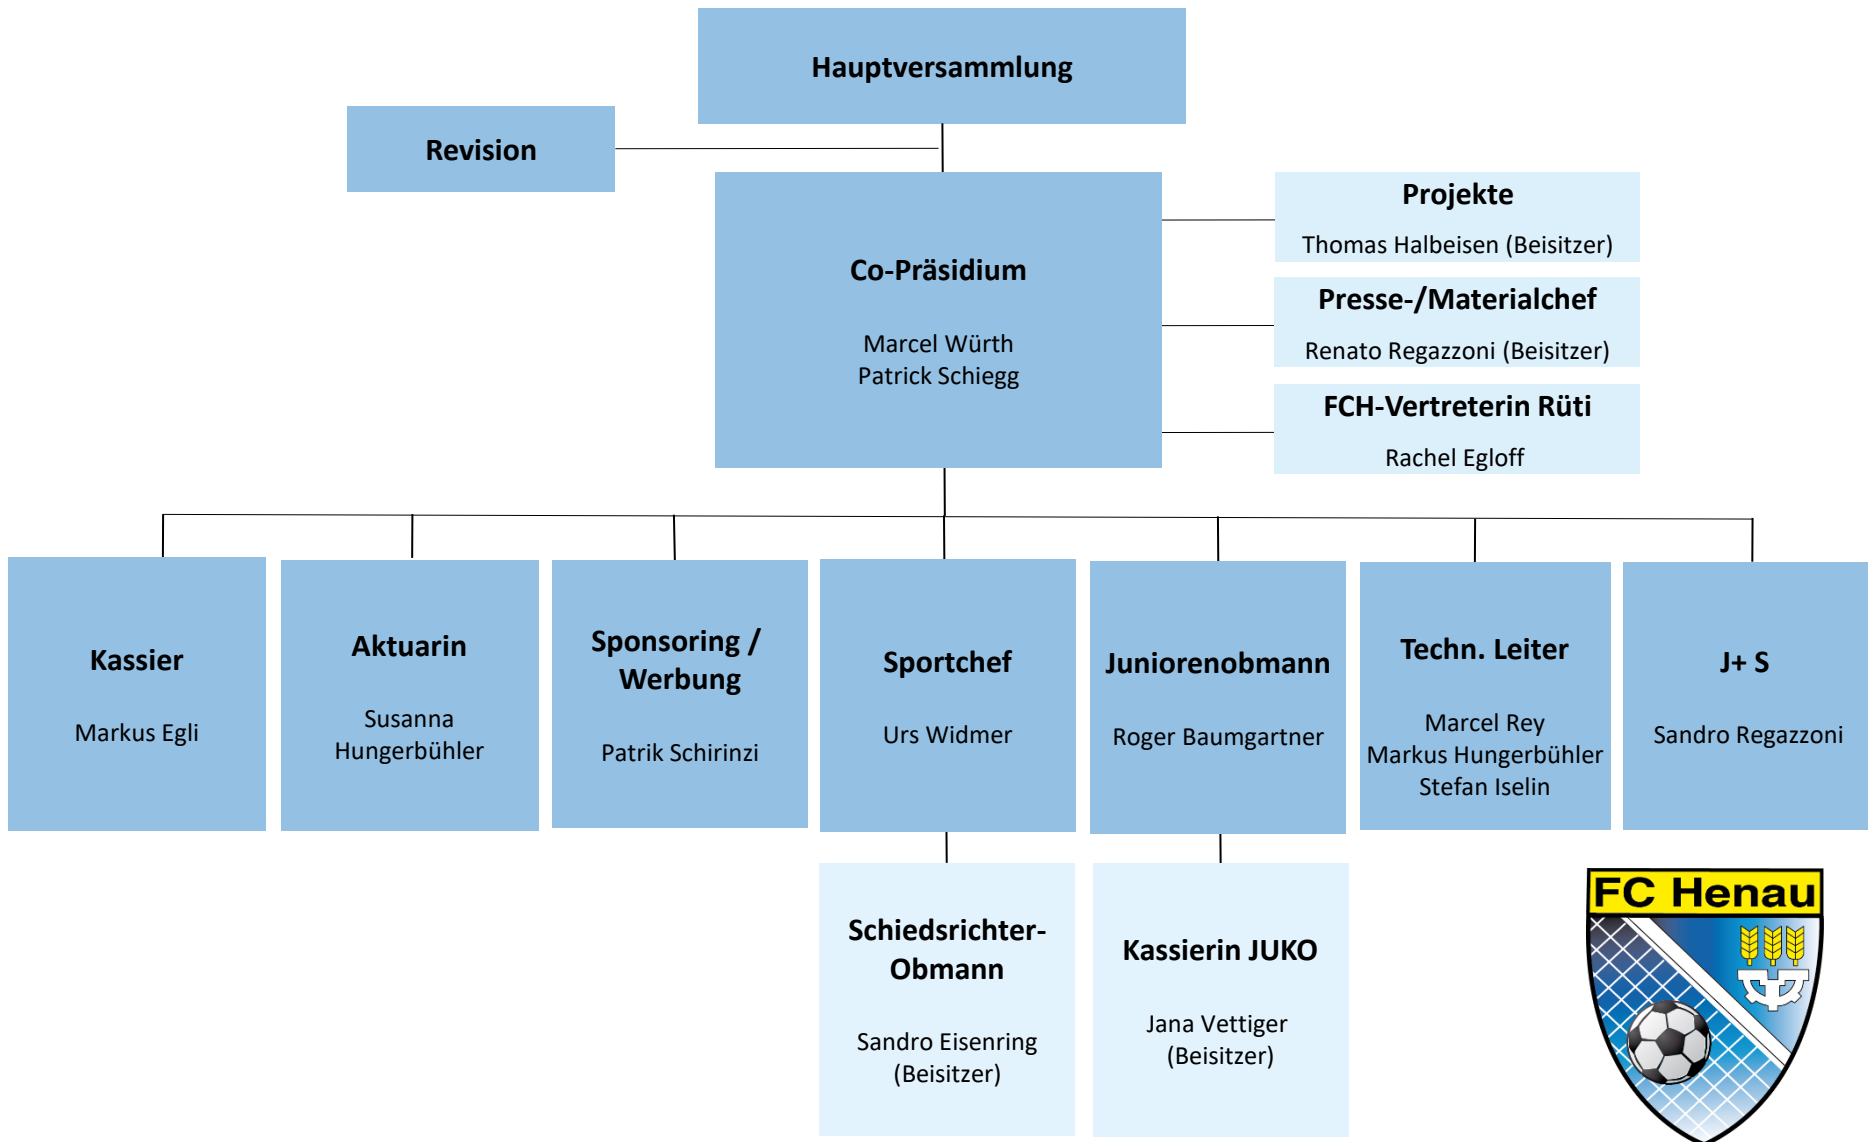 Hauptversammlung
Revision
Co-Präsidium
Marcel Würth
Patrick Schiegg
Projekte
Thomas Halbeisen (Beisitzer)
Presse-/Materialchef
Renato Regazzoni (Beisitzer)
FCH-Vertreterin Rüti
Rachel Egloff
Kassier
Markus Egli
Aktuarin
Susanna
Hungerbühler
Sponsoring /
Werbung
Patrik Schirinzi
Sportchef
Urs Widmer
Juniorenobmann
Roger Baumgartner
Techn. Leiter
Marcel Rey
Markus Hungerbühler
Stefan Iselin
J+ S
Sandro Regazzoni
Schiedsrichter-
Obmann
Sandro Eisenring
(Beisitzer)
Kassierin JUKO
Jana Vettiger
(Beisitzer)
FC Henau